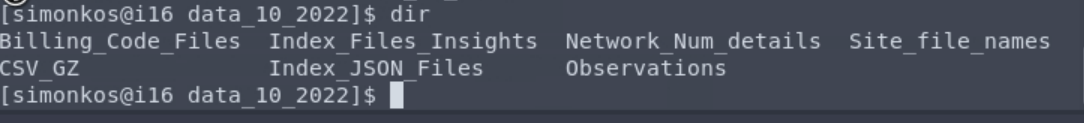 [simonkos@i16 data_10_2022]$ dir
Billing_Code_Files  Index_Files_Insights  Network_Num_details  Site_file_names
CSV_GZ              Index_JSON_Files      Observations
[simonkos@i16 data_10_2022]$